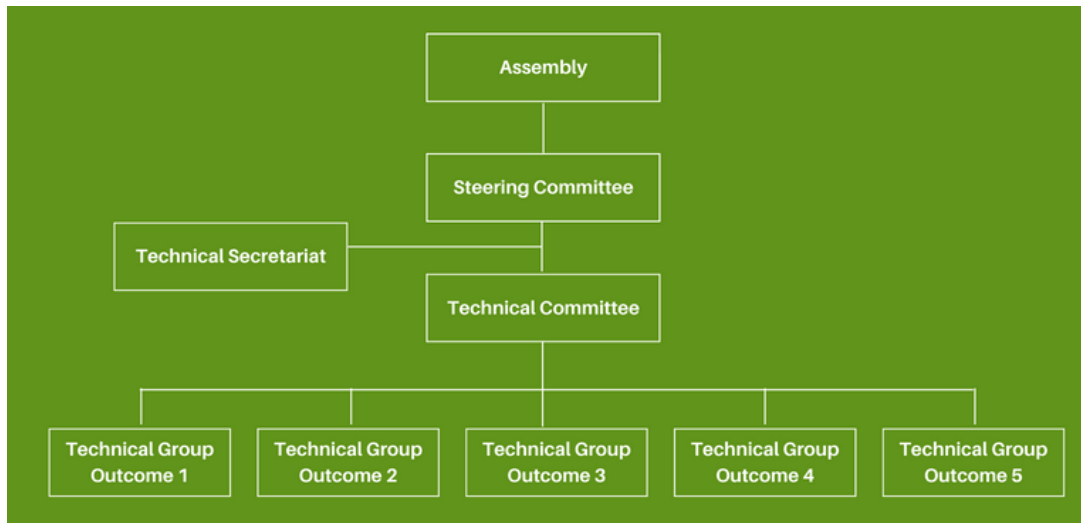 Assembly
Steering Committee
Technical Secretariat
Technical Committee
Technical Group
Outcome 1
Technical Group
Outcome 2
Technical Group
Outcome 3
Technical Group
Outcome 4
Technical Group
Outcome 5